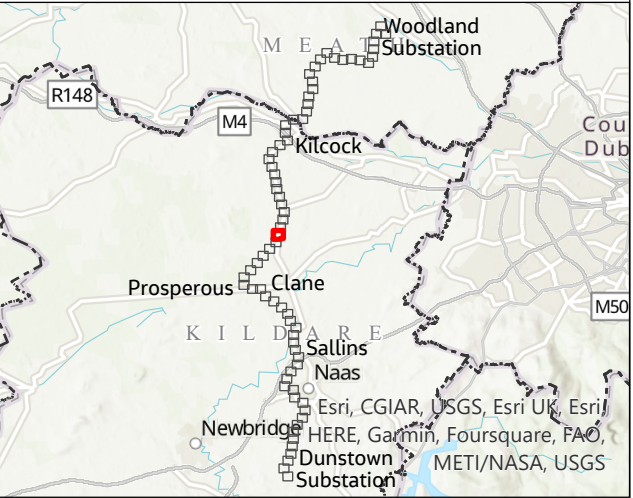 Woodland
Substation
MEATH
R148
M4
Cou
Dub
Kilcock
Prosperous
Clane
M50
KILDARE
Sallins
Naas
Esri, CGIAR, USGS, Esri UK, Esri,
Newbridge
HERE, Garmin, Foursquare, FAO,
METI/NASA, USGS
Dunstown
Substation